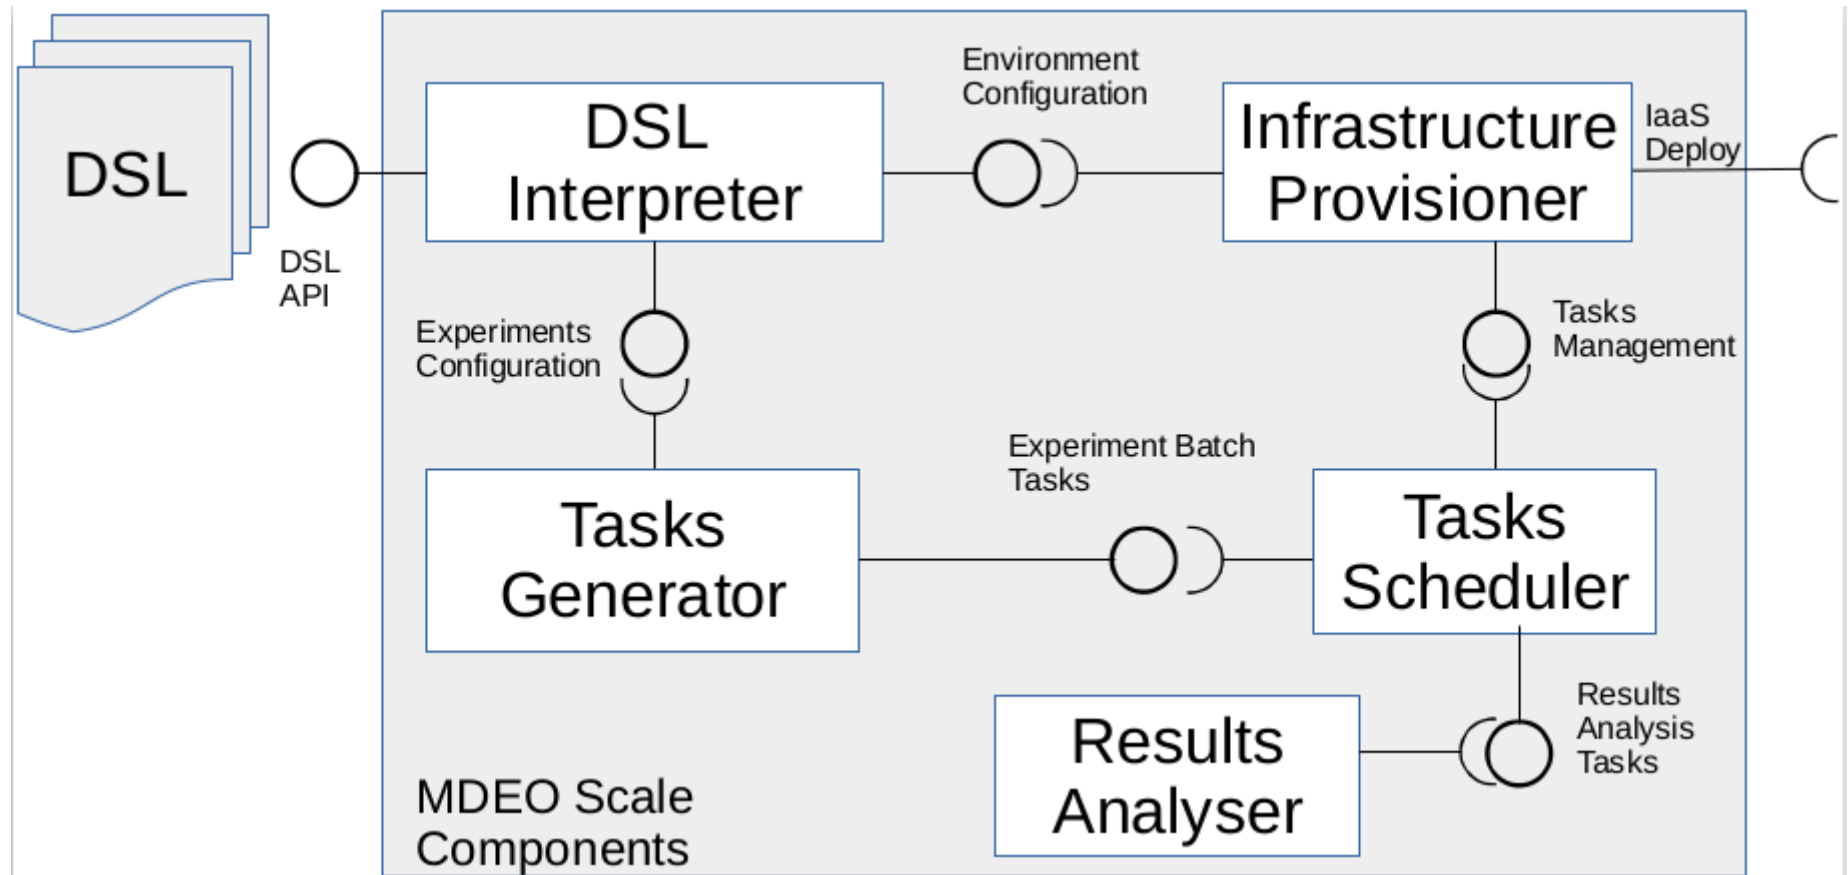 DSL
DSL
API
DSL
Interpreter
Environment
Configuration
Infrastructure
Provisioner
IaaS
Deploy
Experiments
Configuration
Tasks
Management
Experiment Batch
Tasks
Tasks
Generator
Tasks
Scheduler
Results
Analyser
Results
Analysis
Tasks
MDEO Scale
Components